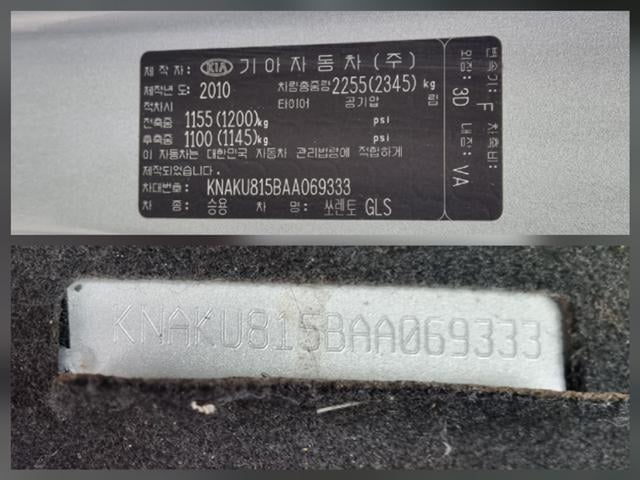 제작자: KIA 기아자동차(주)
제작년도: 2010 차량총중량 2255(2345) kg
적차시 타이어 공기압 림
전축중 1155(1200)kg psi
후축중 1100(1145)kg psi
이 자동차는 대한민국 자동차 관리법령에 적합하게
제작되었습니다.
차대번호: KNAKU815BAA069333
차 종: 승용 차 명: 쏘렌토 GLS
변속기: F 차축비:
외장: 3D 내장: VA
KNAKU815BAA069333